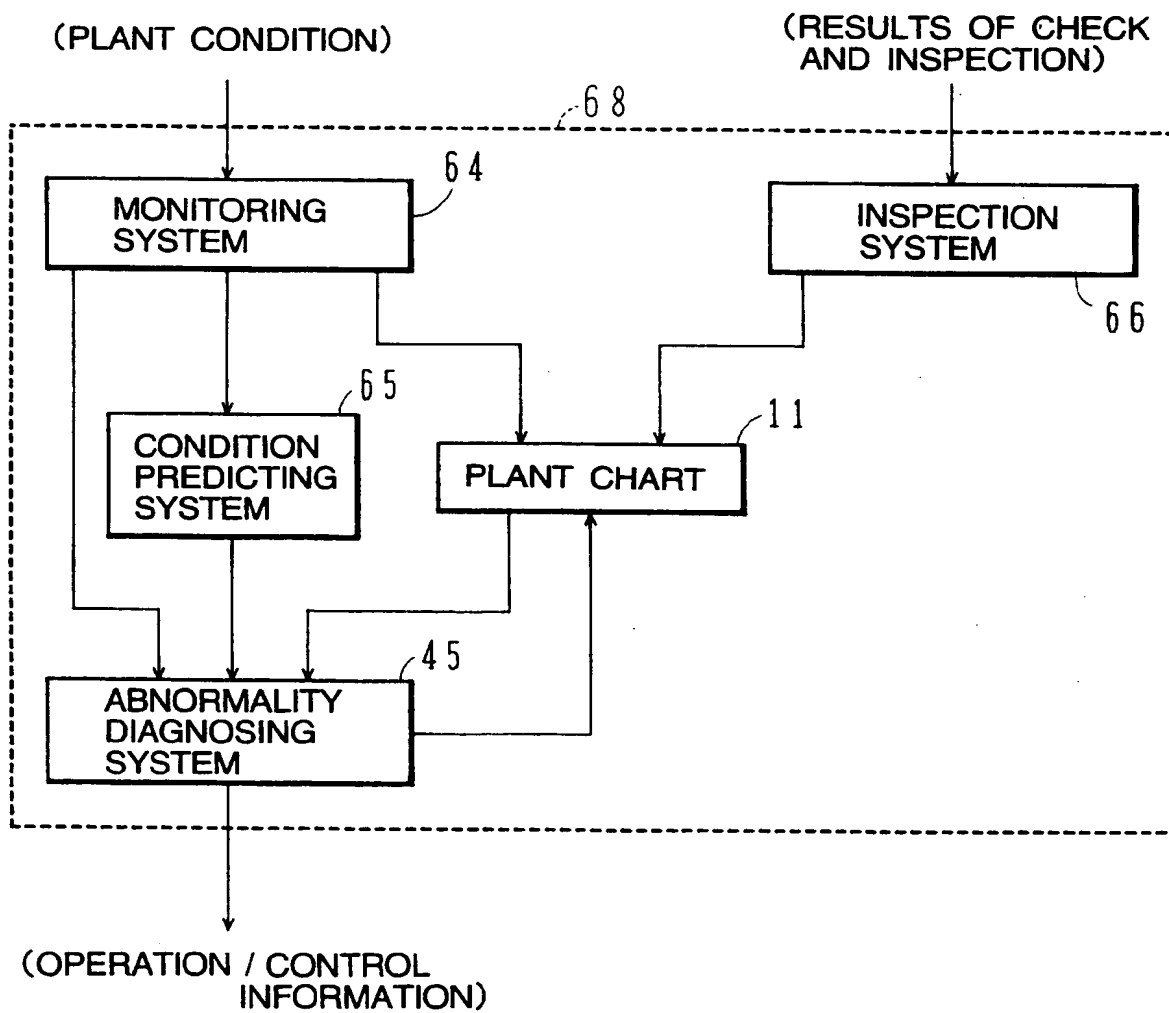 (PLANT CONDITION)
(RESULTS OF CHECK
AND INSPECTION)
68
MONITORING
SYSTEM
64
INSPECTION
SYSTEM
66
CONDITION
PREDICTING
SYSTEM
65
PLANT CHART
11
ABNORMALITY
DIAGNOSING
SYSTEM
45
(OPERATION / CONTROL
INFORMATION)